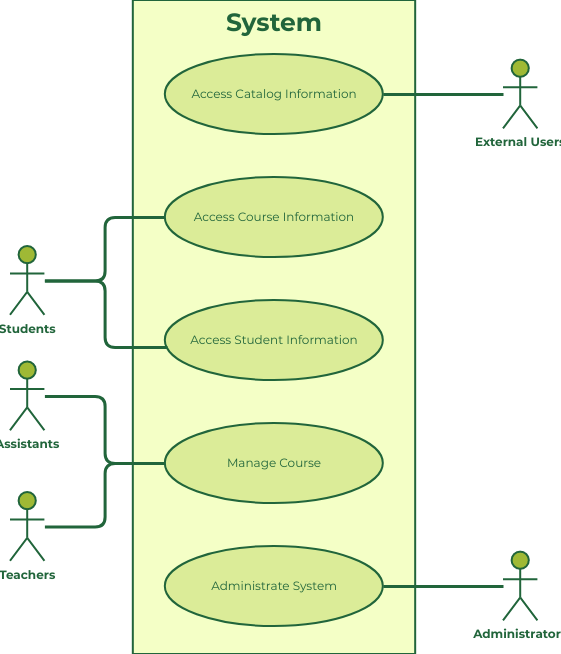 System
Access Catalog Information
External Users
Access Course Information
Students
Access Student Information
Assistants
Manage Course
Teachers
Administrate System
Administrator